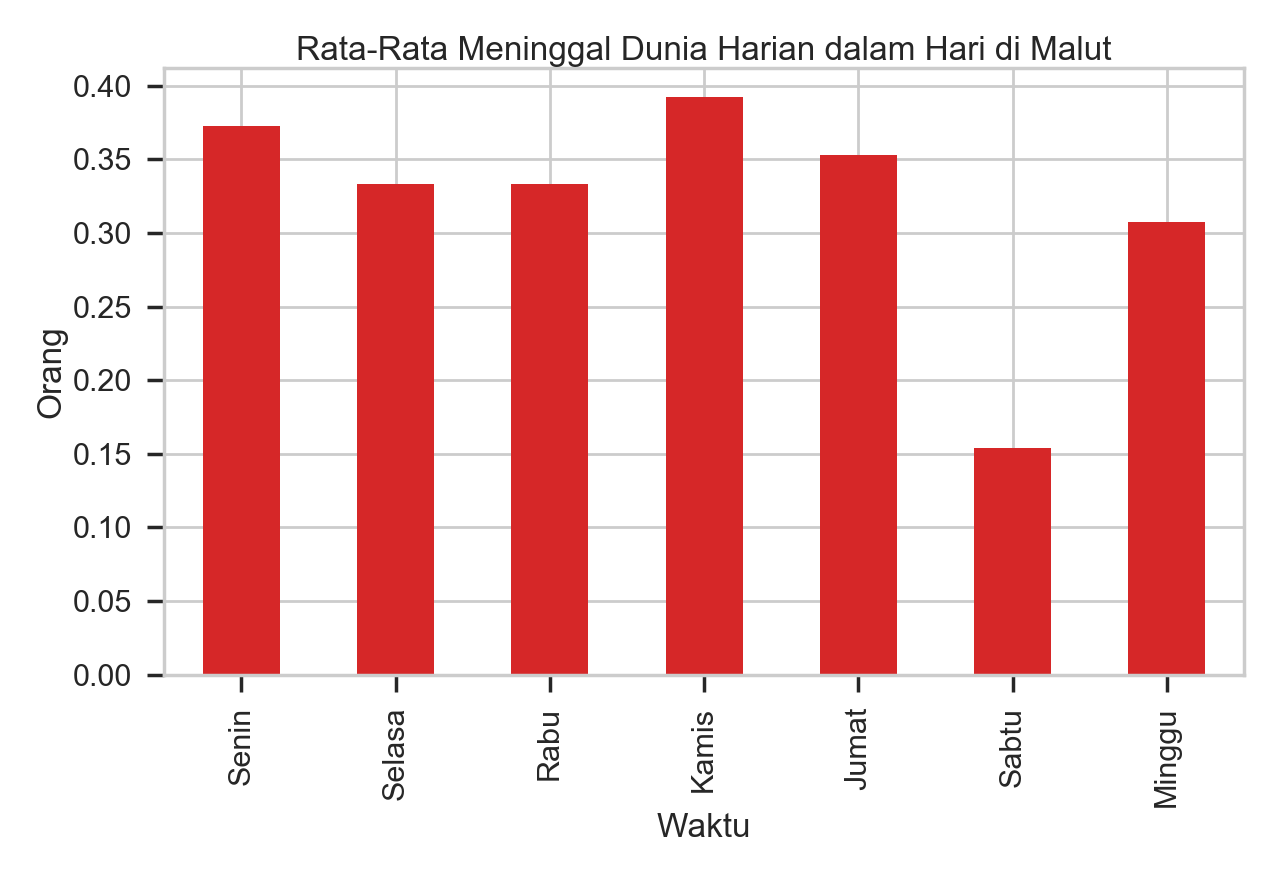 Rata-Rata Meninggal Dunia Harian dalam Hari di Malut
0.40
0.35
0.30
0.25
0.20
0.15
0.10
0.05
0.00
Orang
Senin
Selasa
Rabu
Kamis
Jumat
Sabtu
Minggu
Waktu